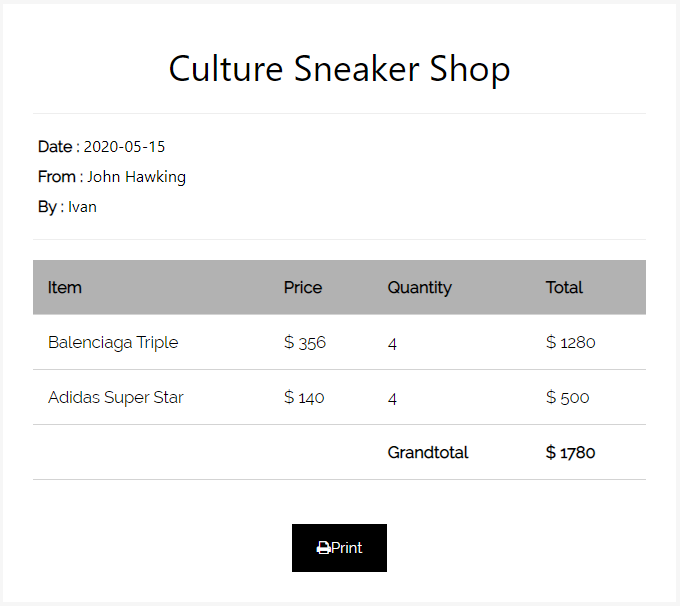 Culture Sneaker Shop
Date : 2020-05-15
From : John Hawking
By : Ivan
Item Price Quantity Total
Balenciaga Triple $ 356 4 $ 1280
Adidas Super Star $ 140 4 $ 500
Grandtotal $ 1780
Print